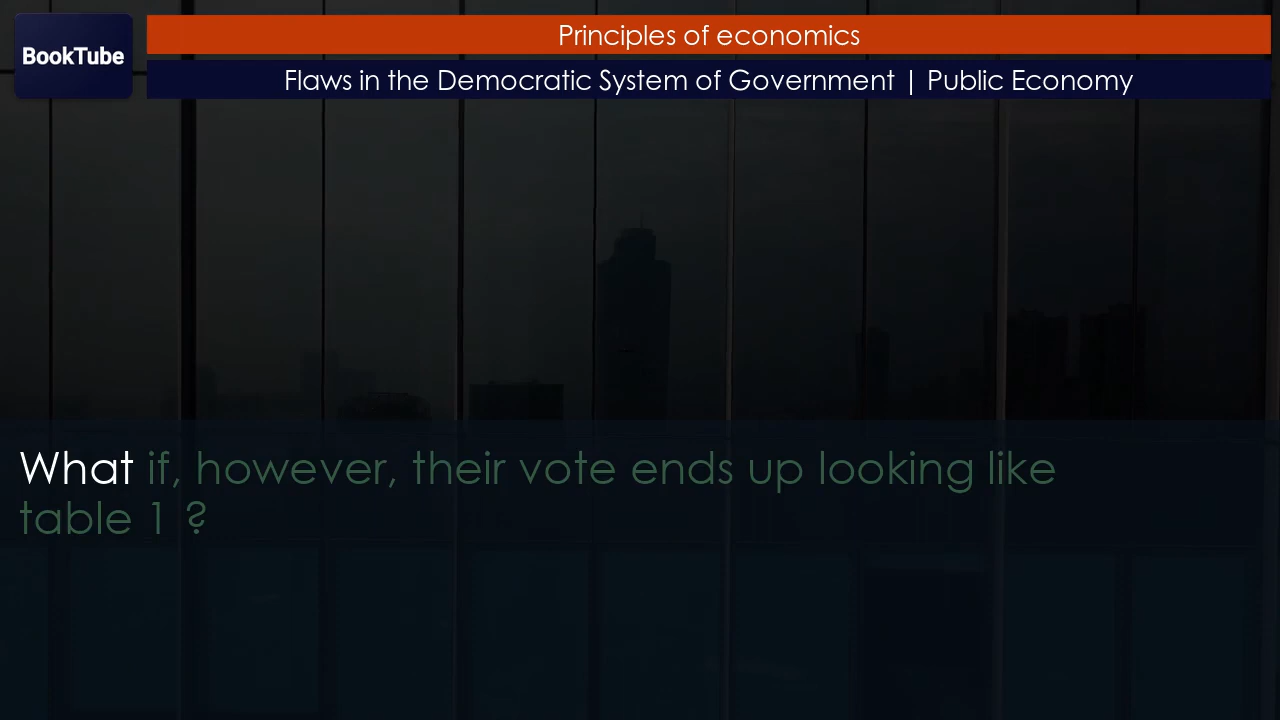 BookTube
Principles of economics
Flaws in the Democratic System of Government | Public Economy
What if, however, their vote ends up looking like
table 1 ?